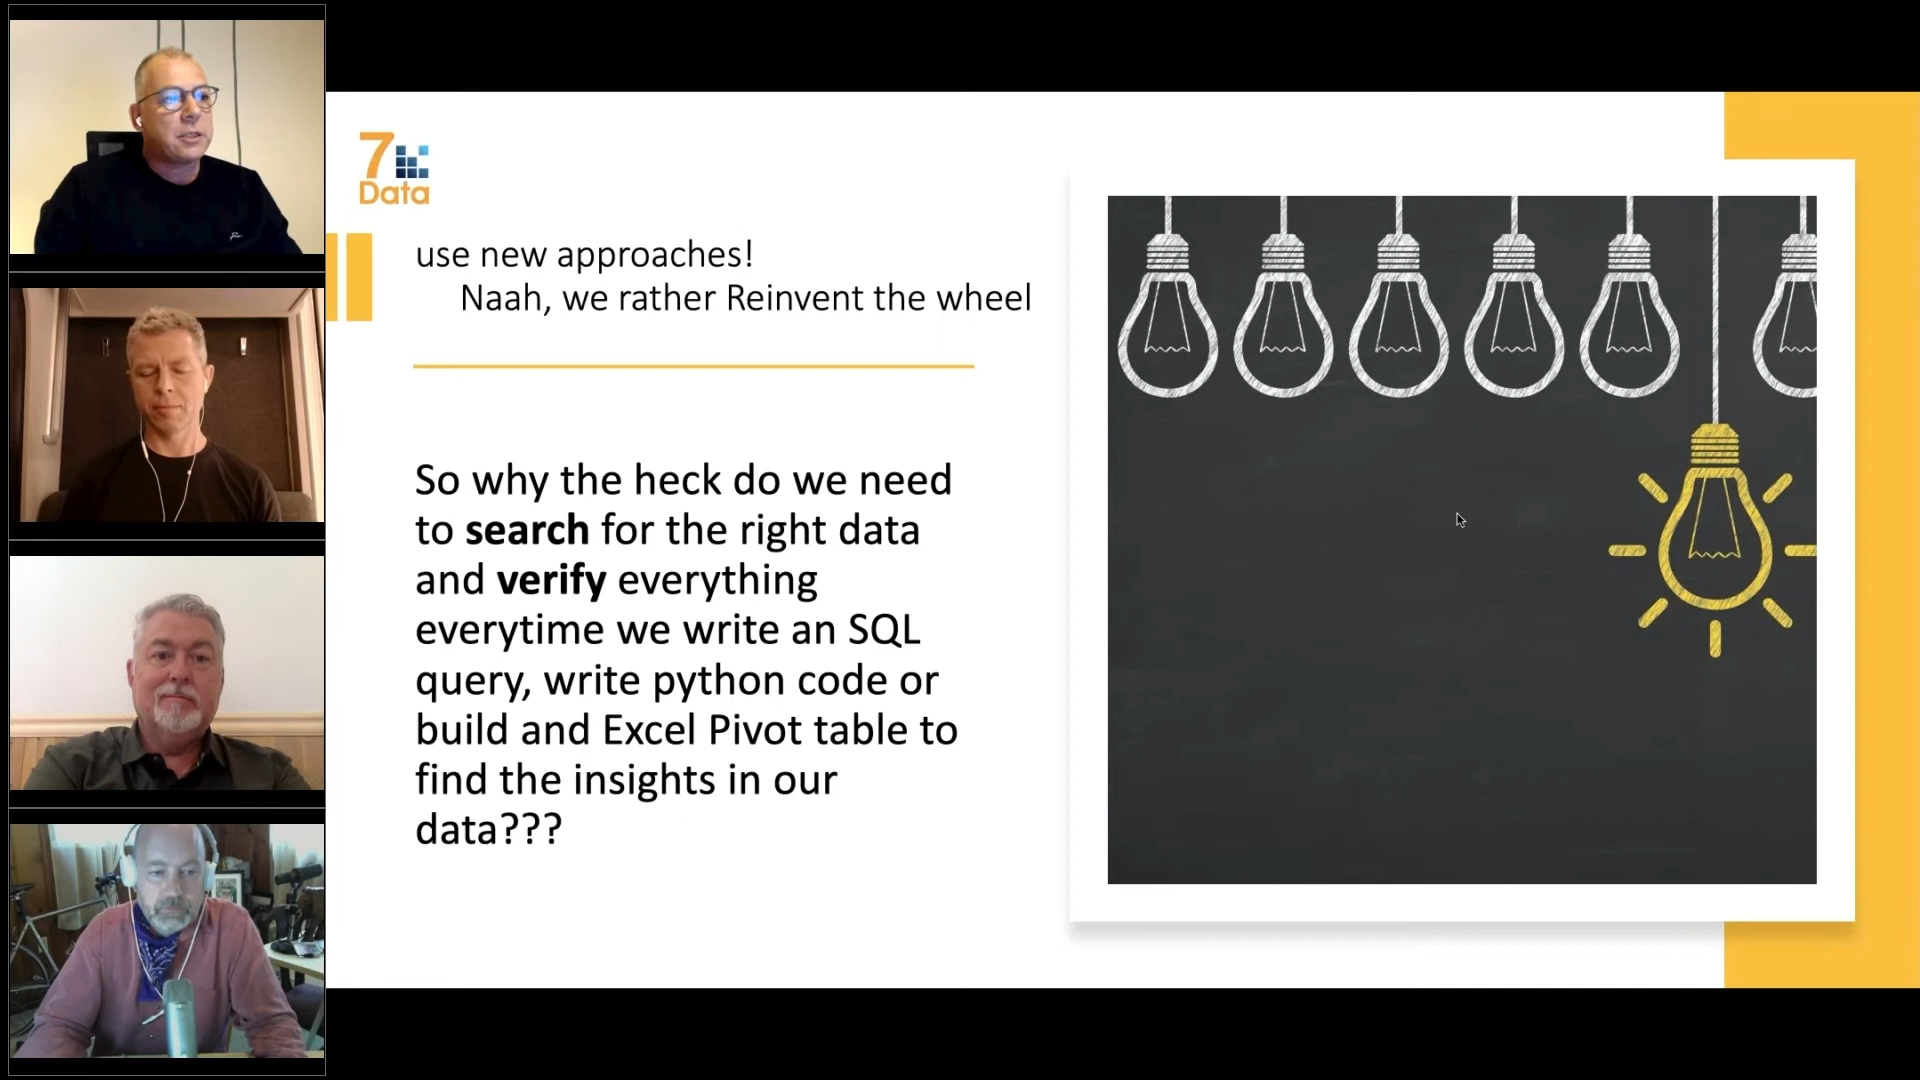 7
Data
use new approaches!
Naah, we rather Reinvent the wheel
So why the heck do we need
to search for the right data
and verify everything
everytime we write an SQL
query, write python code or
build and Excel Pivot table to
find the insights in our
data???